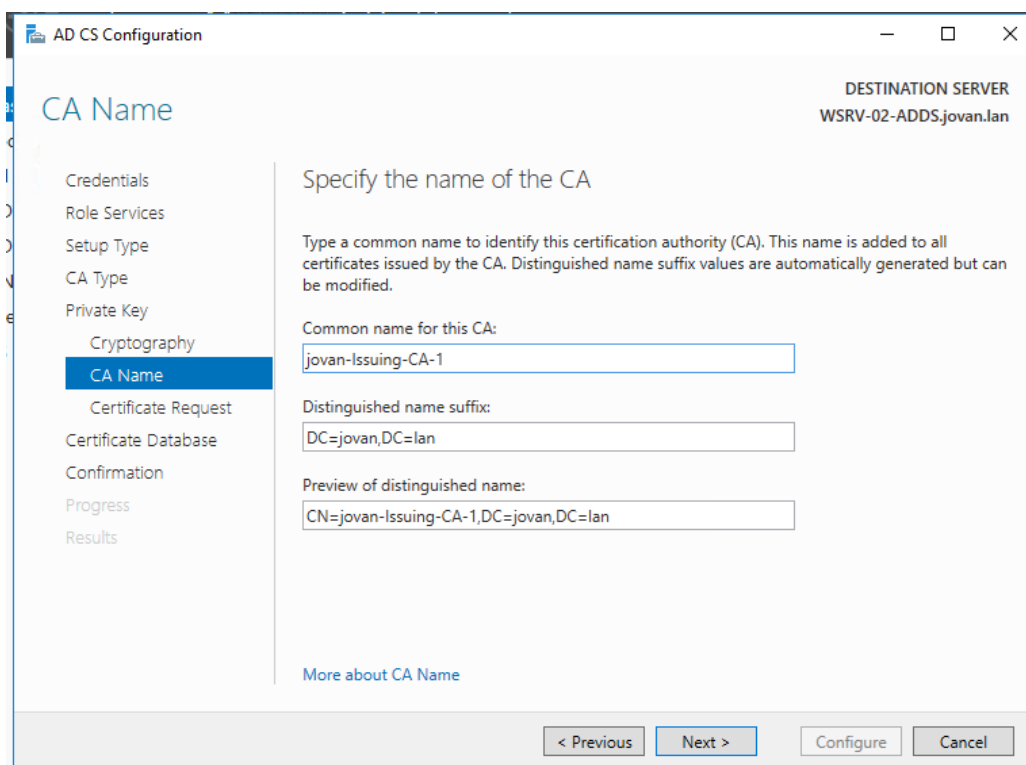 AD CS Configuration
DESTINATION SERVER
WSRV-02-ADDS.jovan.lan
CA Name
Credentials
Role Services
Setup Type
CA Type
Private Key
Cryptography
CA Name
Certificate Request
Certificate Database
Confirmation
Progress
Results
Specify the name of the CA
Type a common name to identify this certification authority (CA). This name is added to all
certificates issued by the CA. Distinguished name suffix values are automatically generated but can
be modified.
Common name for this CA:
jovan-Issuing-CA-1
Distinguished name suffix:
DC=jovan,DC=lan
Preview of distinguished name:
CN=jovan-Issuing-CA-1,DC=jovan,DC=lan
More about CA Name
< Previous
Next >
Configure
Cancel